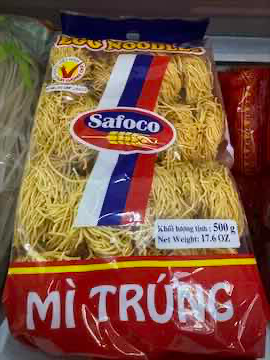 EGG NOODLES
Safoco
Khối lượng tịnh : 500 g
Net Weight: 17.6 OZ
MÌ TRỨNG